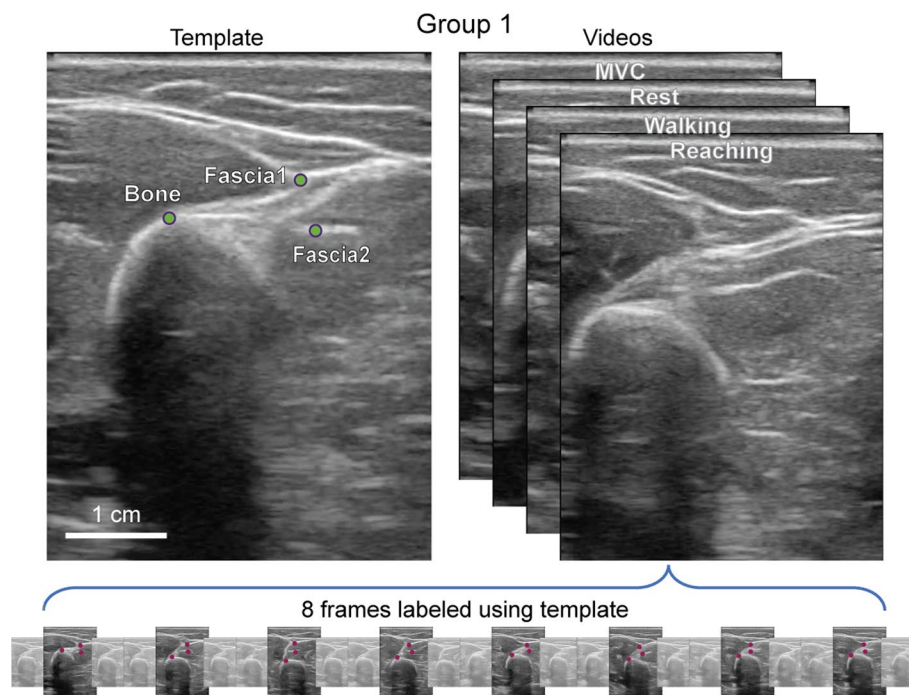 Group 1
Template
Videos
MVC
Rest
Walking
Reaching
Fascia1
Bone
Fascia2
1 cm
8 frames labeled using template